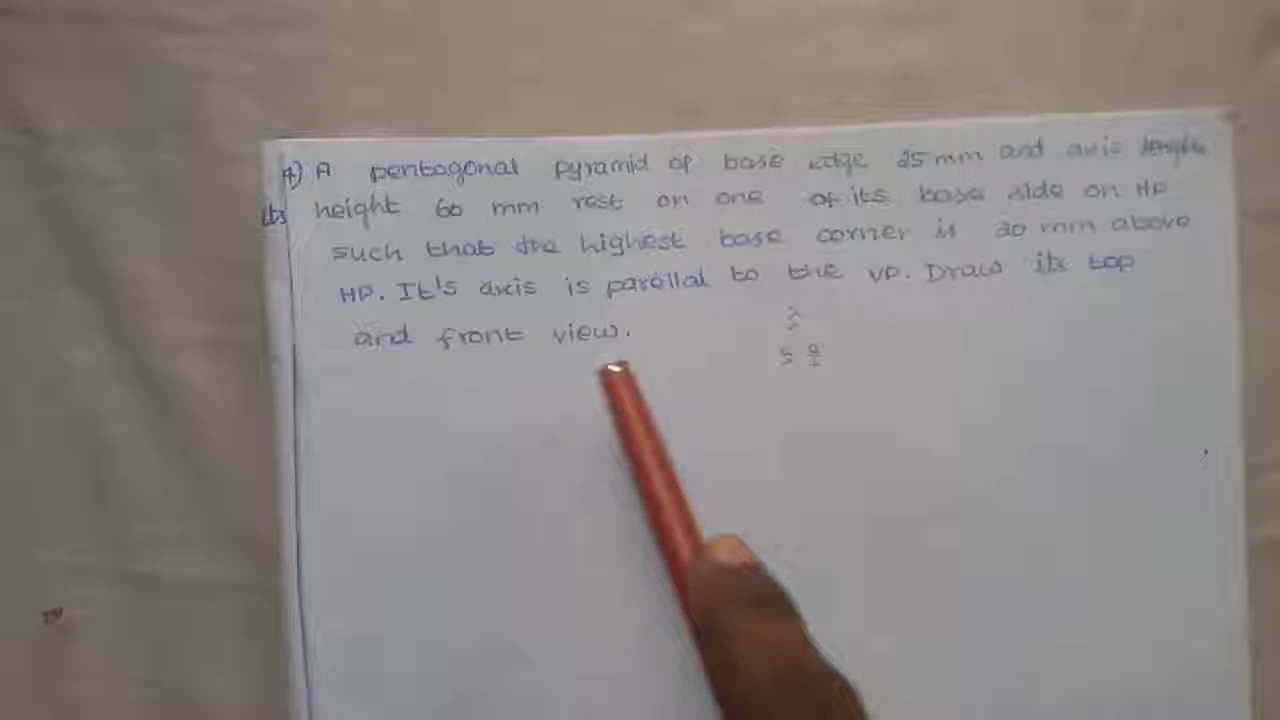 4) A pentagonal pyramid of base edge 25 mm and axis
its height 60 mm rest on one of its base side on HP
such that the highest base corner is 20 mm above
HP. It's axis is parellal to the VP. Draw its top
and front view.